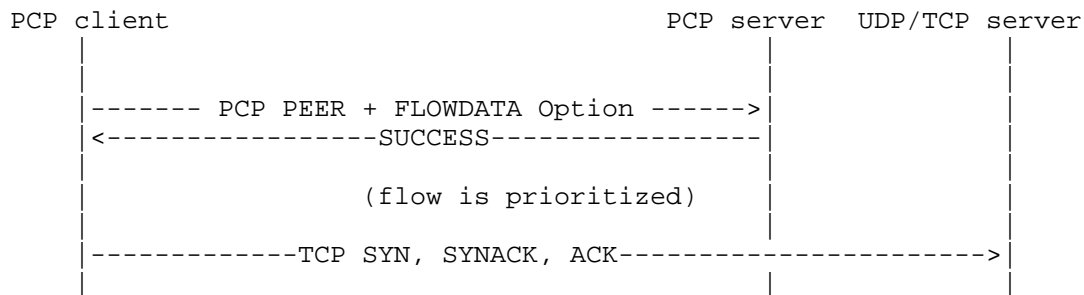 PCP client PCP server UDP/TCP server
------- PCP PEER + FLOWDATA Option ------>
<-----------------SUCCESS-----------------
(flow is prioritized)
-------------TCP SYN, SYNACK, ACK----------------------->